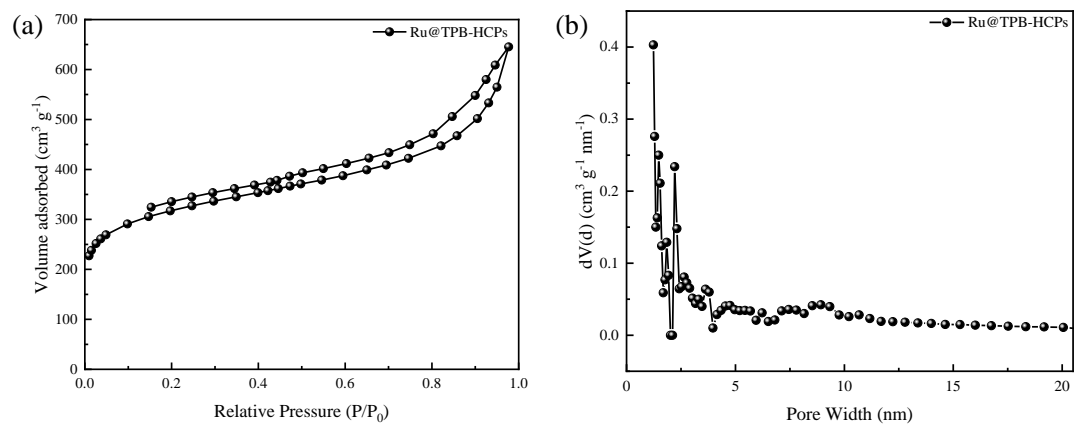 (a)
Ru@TPB-HCPs
Volume adsorbed (cm³ g⁻¹)
700
600
500
400
300
200
100
0
0.0 0.2 0.4 0.6 0.8 1.0
Relative Pressure (P/P₀)
(b)
Ru@TPB-HCPs
dV(d) (cm³ g⁻¹ nm⁻¹)
0.4
0.3
0.2
0.1
0.0
0 5 10 15 20
Pore Width (nm)